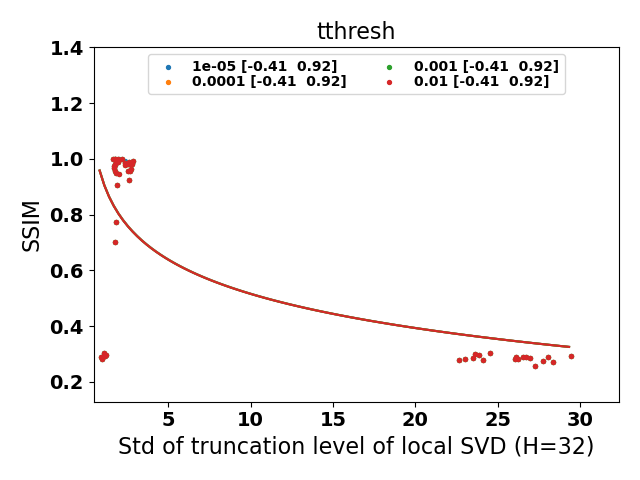 tthresh
1e-05 [-0.41  0.92]
0.0001 [-0.41  0.92]
0.001 [-0.41  0.92]
0.01 [-0.41  0.92]
1.4
1.2
1.0
0.8
0.6
0.4
0.2
SSIM
5 10 15 20 25 30
Std of truncation level of local SVD (H=32)